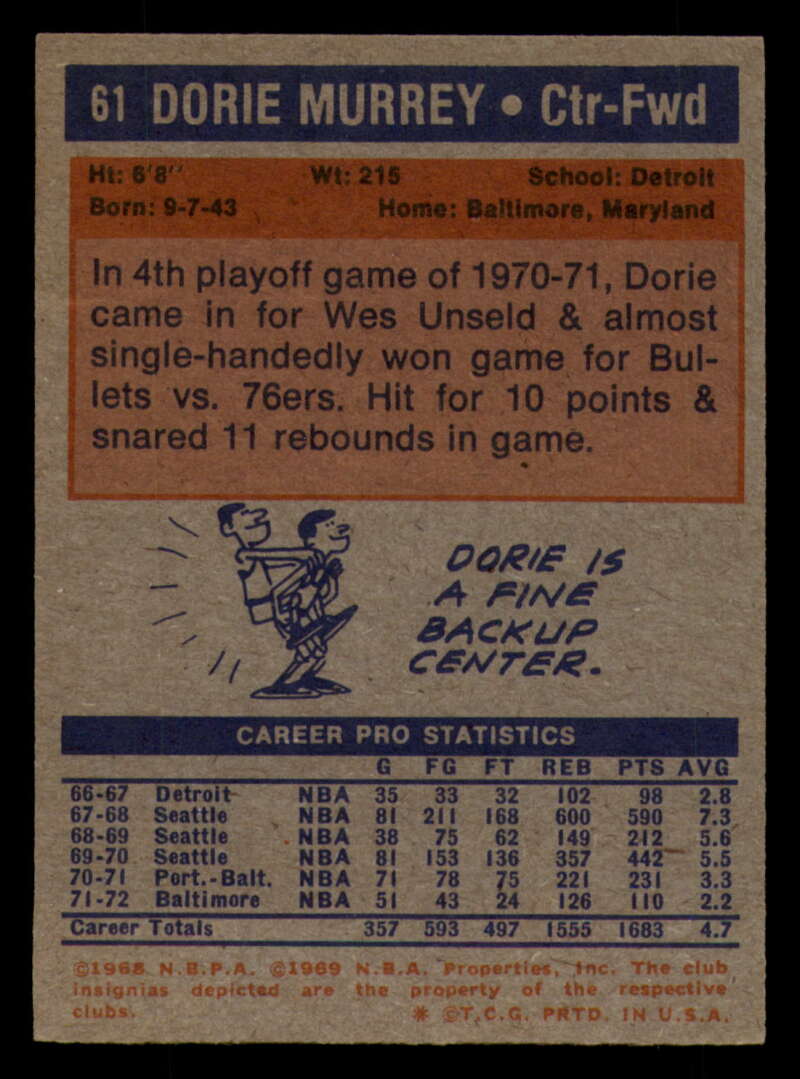 61 DORIE MURREY • Ctr-Fwd
Ht: 6'8" Wt: 215 School: Detroit
Born: 9-7-43 Home: Baltimore, Maryland
In 4th playoff game of 1970-71, Dorie
came in for Wes Unseld & almost
single-handedly won game for Bul-
lets vs. 76ers. Hit for 10 points &
snared 11 rebounds in game.
DORIE IS
A FINE
BACKUP
CENTER.
CAREER PRO STATISTICS
G FG FT REB PTS AVG
66-67 Detroit NBA 35 33 32 102 98 2.8
67-68 Seattle NBA 81 211 168 600 590 7.3
68-69 Seattle NBA 38 75 62 149 212 5.6
69-70 Seattle NBA 81 153 136 357 442 5.5
70-71 Port.-Balt. NBA 71 78 75 221 231 3.3
71-72 Baltimore NBA 51 43 24 126 110 2.2
Career Totals 357 593 497 1555 1683 4.7
©1968 N.B.P.A. ©1969 N.B.A. Properties, Inc. The club
insignias depicted are the property of the respective
clubs. * ©T.C.G. PRTD. IN U.S.A.